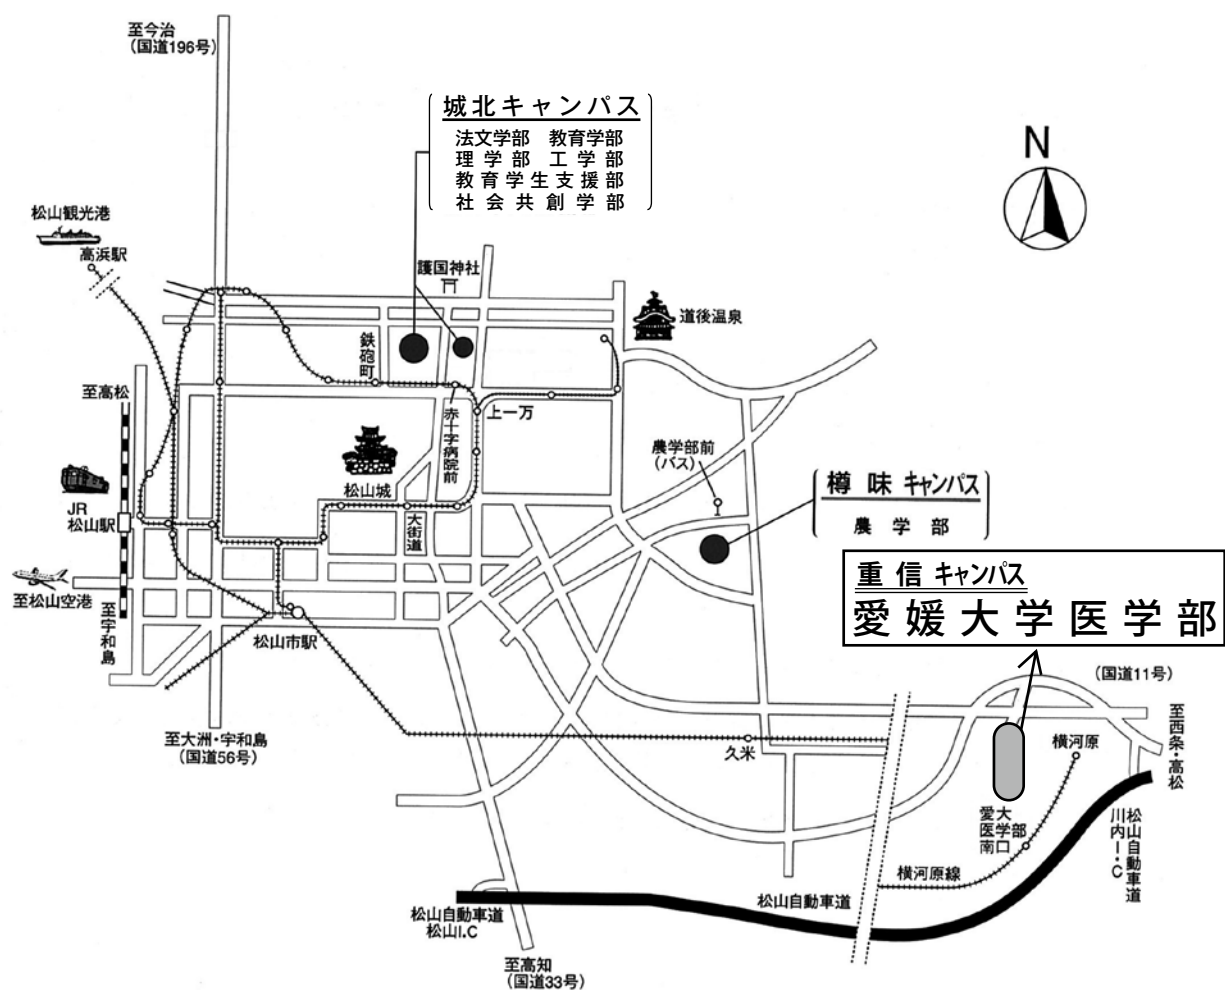 至今治
（国道196号）
城北キャンパス
法文学部 教育学部
理学部 工学部
教育学生支援部
社会共創学部
N
松山観光港
高浜駅
護国神社
道後温泉
鉄砲町
至高松
上一万
赤十字病院前
農学部前
（バス）
樽味キャンパス
農学部
松山城
JR
松山駅
大街道
重信キャンパス
愛媛大学医学部
至松山空港
至宇和島
松山市駅
（国道11号）
至西条・高松
至大洲・宇和島
（国道56号）
久米
横河原
愛大
医学部
南口
松山自動車道
川内I・C
横河原線
松山自動車道
松山自動車道
松山I.C
至高知
（国道33号）